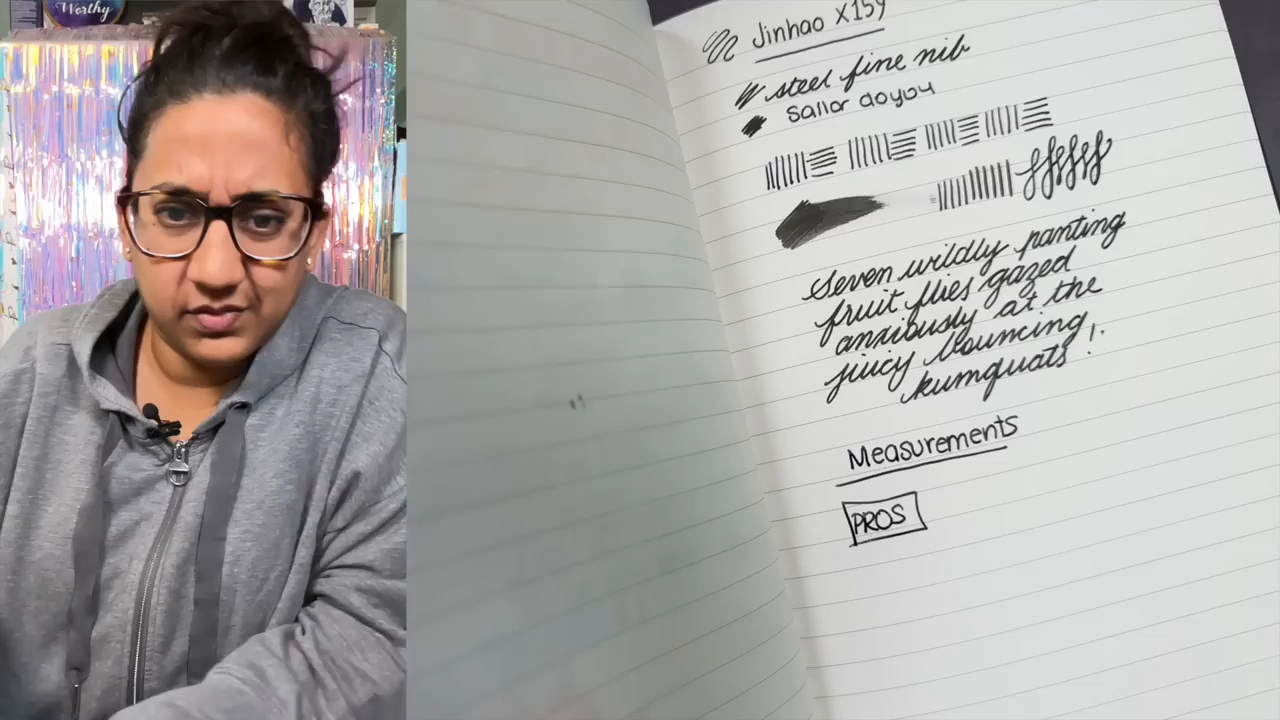 Worthy
Jinhao x159
steel fine nib
Sailor doyou
Seven wildly panting
fruit flies gazed
anxiously at the
juicy bouncing
kumquats!
Measurements
PROS